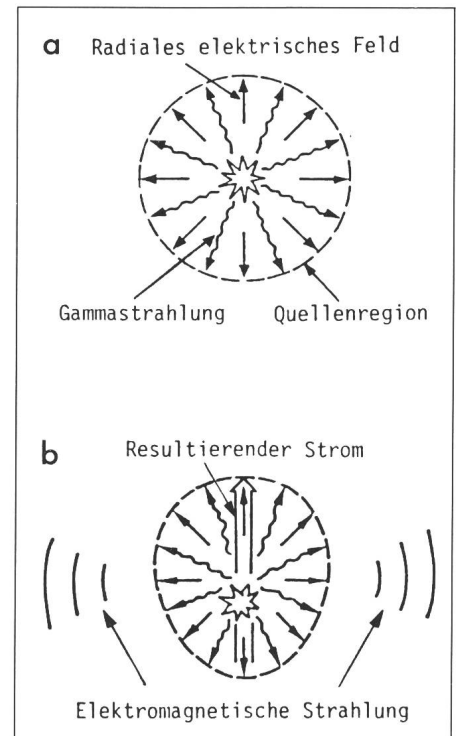 a
Radiales elektrisches Feld
Gammastrahlung
Quellenregion
b
Resultierender Strom
Elektromagnetische Strahlung